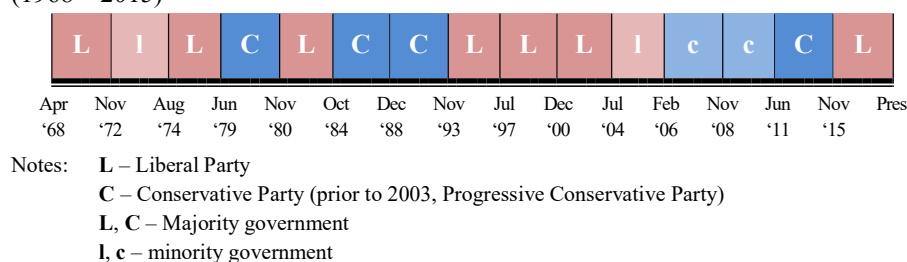 L l L C L C C L L L l c c C L
Apr Nov Aug Jun Nov Oct Dec Nov Jul Dec Jul Feb Nov Jun Nov Pres
‘68 ‘72 ‘74 ‘79 ‘80 ‘84 ‘88 ‘93 ‘97 ‘00 ‘04 ‘06 ‘08 ‘11 ‘15
Notes: L – Liberal Party
C – Conservative Party (prior to 2003, Progressive Conservative Party)
L, C – Majority government
l, c – minority government